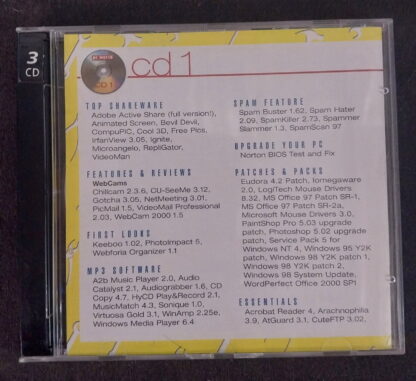 3
CD
PC WORLD
CD 1
cd 1
TOP SHAREWARE
Adobe Active Share (full version!),
Animated Screen, Bevil Devil,
CompuPIC, Cool 3D, Free Pics,
IrfanView 3.05, Ignite,
Microangelo, RepliGator,
VideoMan
FEATURES & REVIEWS
WebCams
Chillcam 2.3.6, CU-SeeMe 3.12,
Gotcha 3.05, NetMeeting 3.01,
PicMail 1.5, VideoMail Professional
2.03, WebCam 2000 1.5
FIRST LOOKS
Keeboo 1.02, PhotoImpact 5,
Webforia Organizer 1.1
MP3 SOFTWARE
A2b Music Player 2.0, Audio
Catalyst 2.1, Audiograbber 1.6, CD
Copy 4.7, HyCD Play&Record 2.1,
MusicMatch 4.3, Sonique 1.0,
Virtuosa Gold 3.1, WinAmp 2.25e,
Windows Media Player 6.4
SPAM FEATURE
Spam Buster 1.62, Spam Hater
2.09, SpamKiller 2.73, Spammer
Slammer 1.3, SpamScan 97
UPGRADE YOUR PC
Norton BIOS Test and Fix
PATCHES & PACKS
Eudora 4.2 Patch, Iomegaware
2.0, LogiTech Mouse Drivers
8.32, MS Office 97 Patch SR-1,
MS Office 97 Patch SR-2a,
Microsoft Mouse Drivers 3.0,
PaintShop Pro 5.03 upgrade
patch, Photoshop 5.02 upgrade
patch, Service Pack 5 for
Windows NT 4, Windows 95 Y2K
patch, Windows 98 Y2K patch 1,
Windows 98 Y2K patch 2,
Windows 98 System Update,
WordPerfect Office 2000 SPI
ESSENTIALS
Acrobat Reader 4, Arachnophilia
3.9, AtGuard 3.1, CuteFTP 3.02,